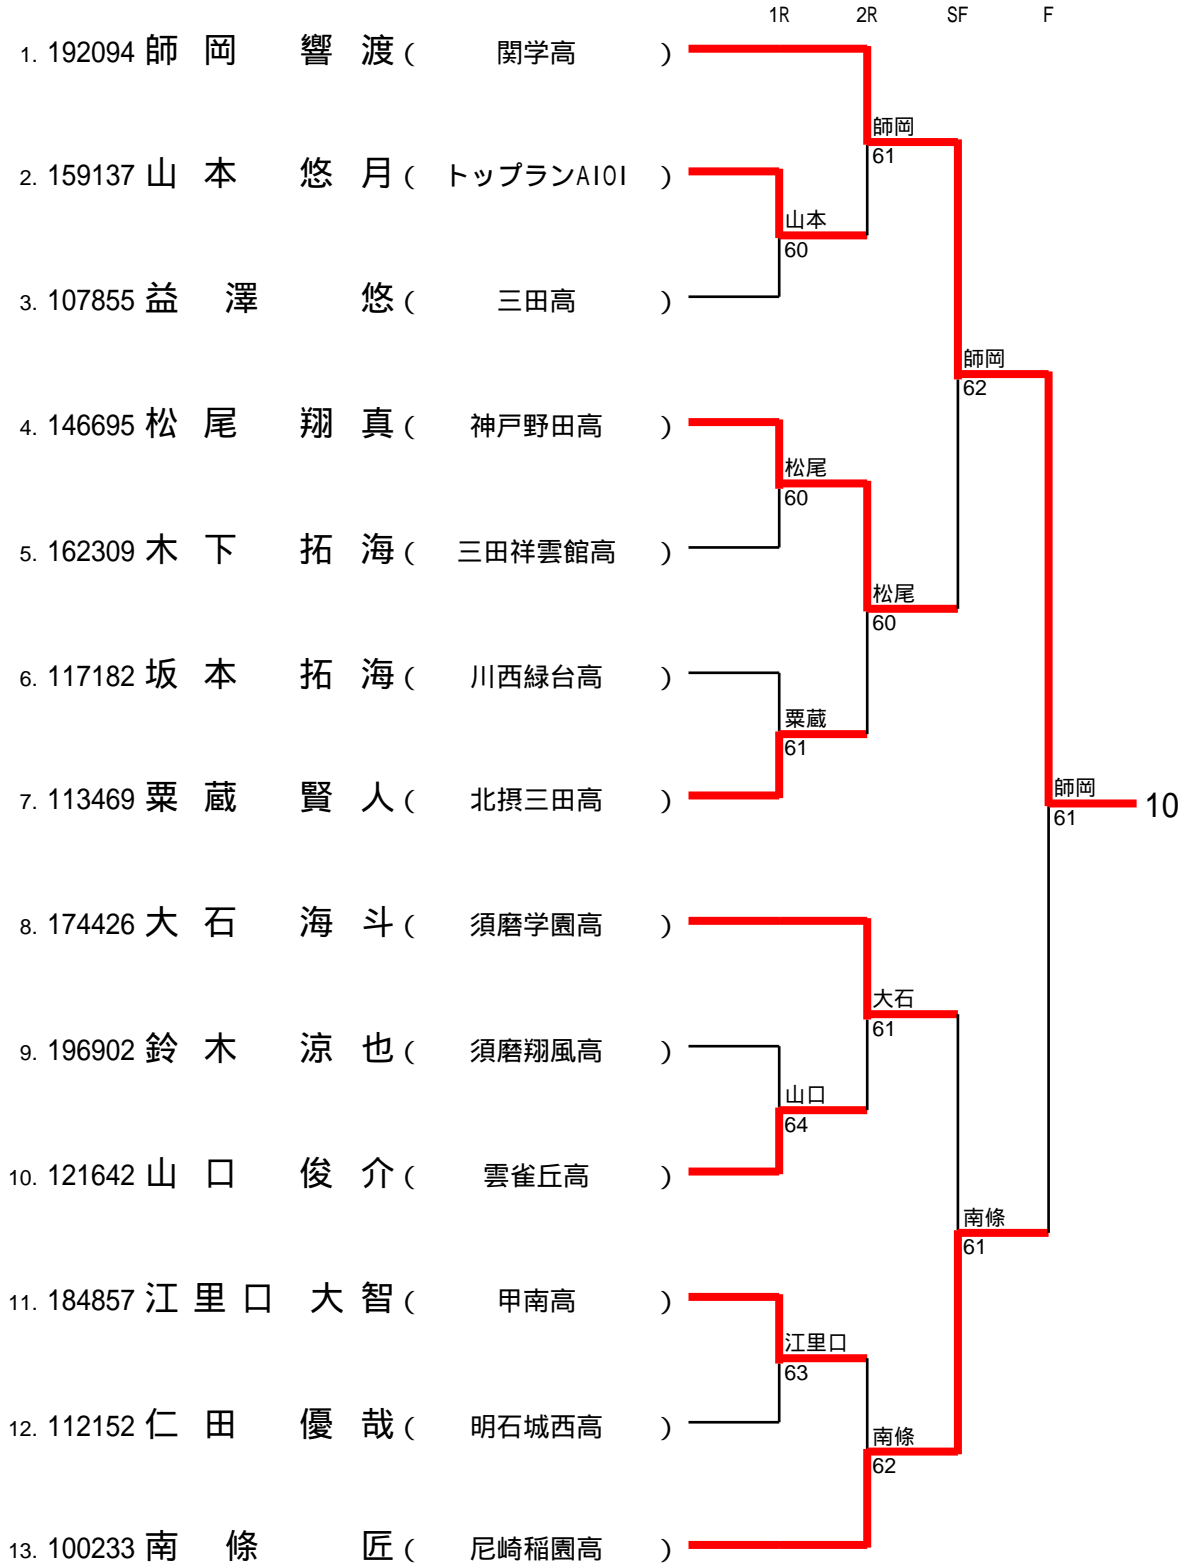 1R 2R SF F
1. 192094 師 岡 響 渡 ( 関学高 )
師岡
61
2. 159137 山 本 悠 月 ( トップランAIOI )
山本
60
3. 107855 益 澤 悠 ( 三田高 )
師岡
62
4. 146695 松 尾 翔 真 ( 神戸野田高 )
松尾
60
5. 162309 木 下 拓 海 ( 三田祥雲館高 )
松尾
60
6. 117182 坂 本 拓 海 ( 川西緑台高 )
粟蔵
61
7. 113469 粟 蔵 賢 人 ( 北摂三田高 )
師岡
61 10
8. 174426 大 石 海 斗 ( 須磨学園高 )
大石
61
9. 196902 鈴 木 涼 也 ( 須磨翔風高 )
山口
64
10. 121642 山 口 俊 介 ( 雲雀丘高 )
南條
61
11. 184857 江 里 口 大 智 ( 甲南高 )
江里口
63
12. 112152 仁 田 優 哉 ( 明石城西高 )
南條
62
13. 100233 南 條 匠 ( 尼崎稲園高 )